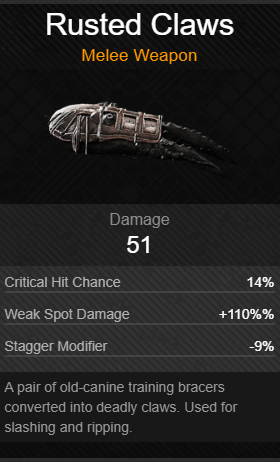 Rusted Claws
Melee Weapon
Damage
51
Critical Hit Chance 14%
Weak Spot Damage +110%%
Stagger Modifier -9%
A pair of old-canine training bracers
converted into deadly claws. Used for
slashing and ripping.